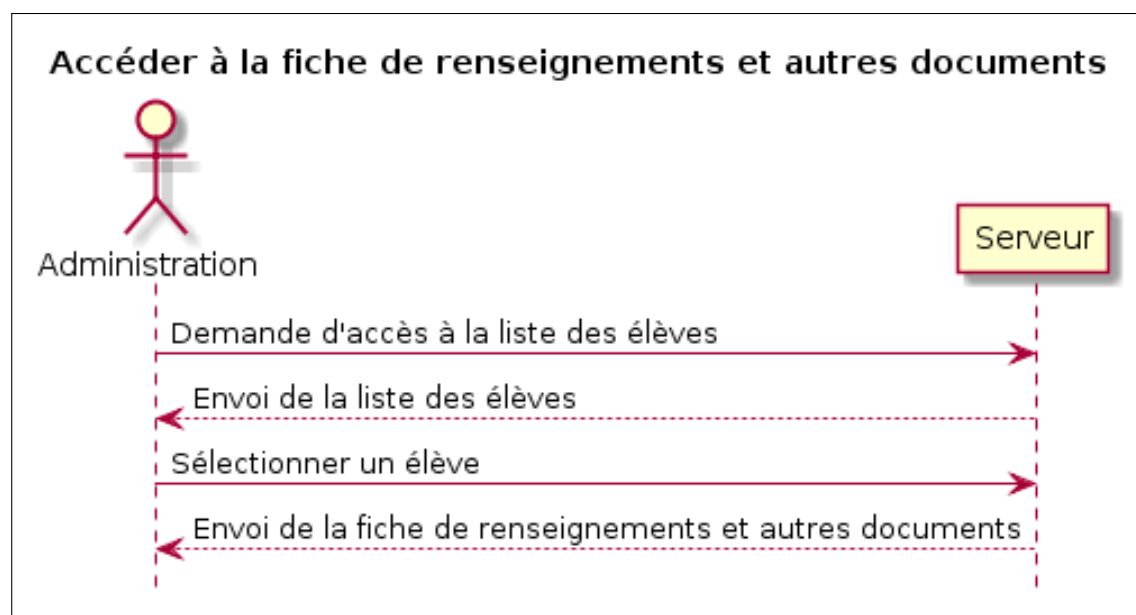 Accéder à la fiche de renseignements et autres documents
Administration
Serveur
Demande d'accès à la liste des élèves
Envoi de la liste des élèves
Sélectionner un élève
Envoi de la fiche de renseignements et autres documents